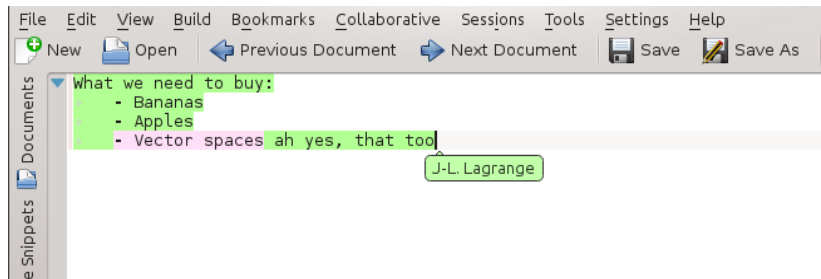 File Edit View Build Bookmarks Collaborative Sessions Tools Settings Help
New Open Previous Document Next Document Save Save As
Documents
Snippets
What we need to buy:
- Bananas
- Apples
- Vector spaces ah yes, that too
J-L. Lagrange